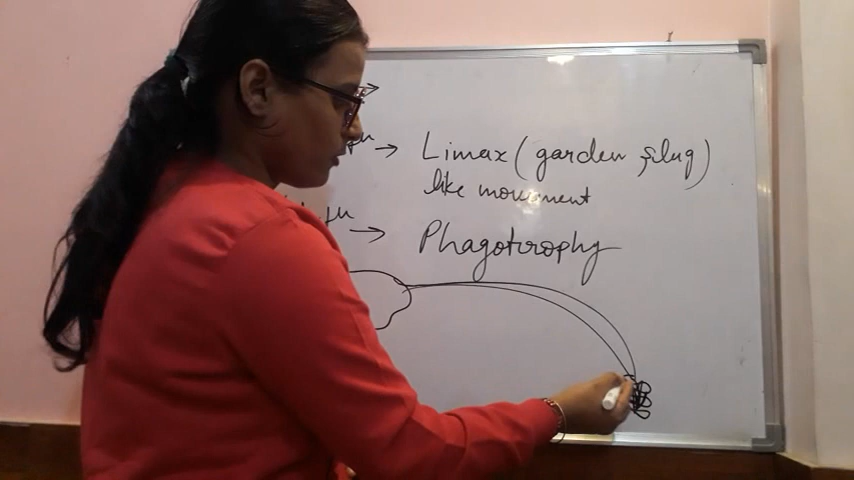 →
→ Limax (garden slug)
like movement
→ Phagotrophy